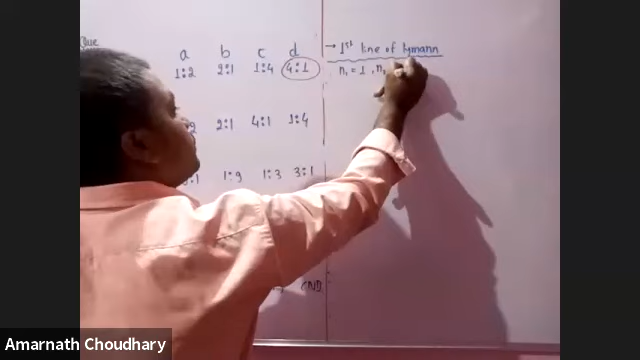 a b c d
1:2 2:1 1:4 4:1
2:1 4:1 1:4
:1 1:9 1:3 3:1
→ 1st line of lymann
n₁ = 1, n₂
Amarnath Choudhary